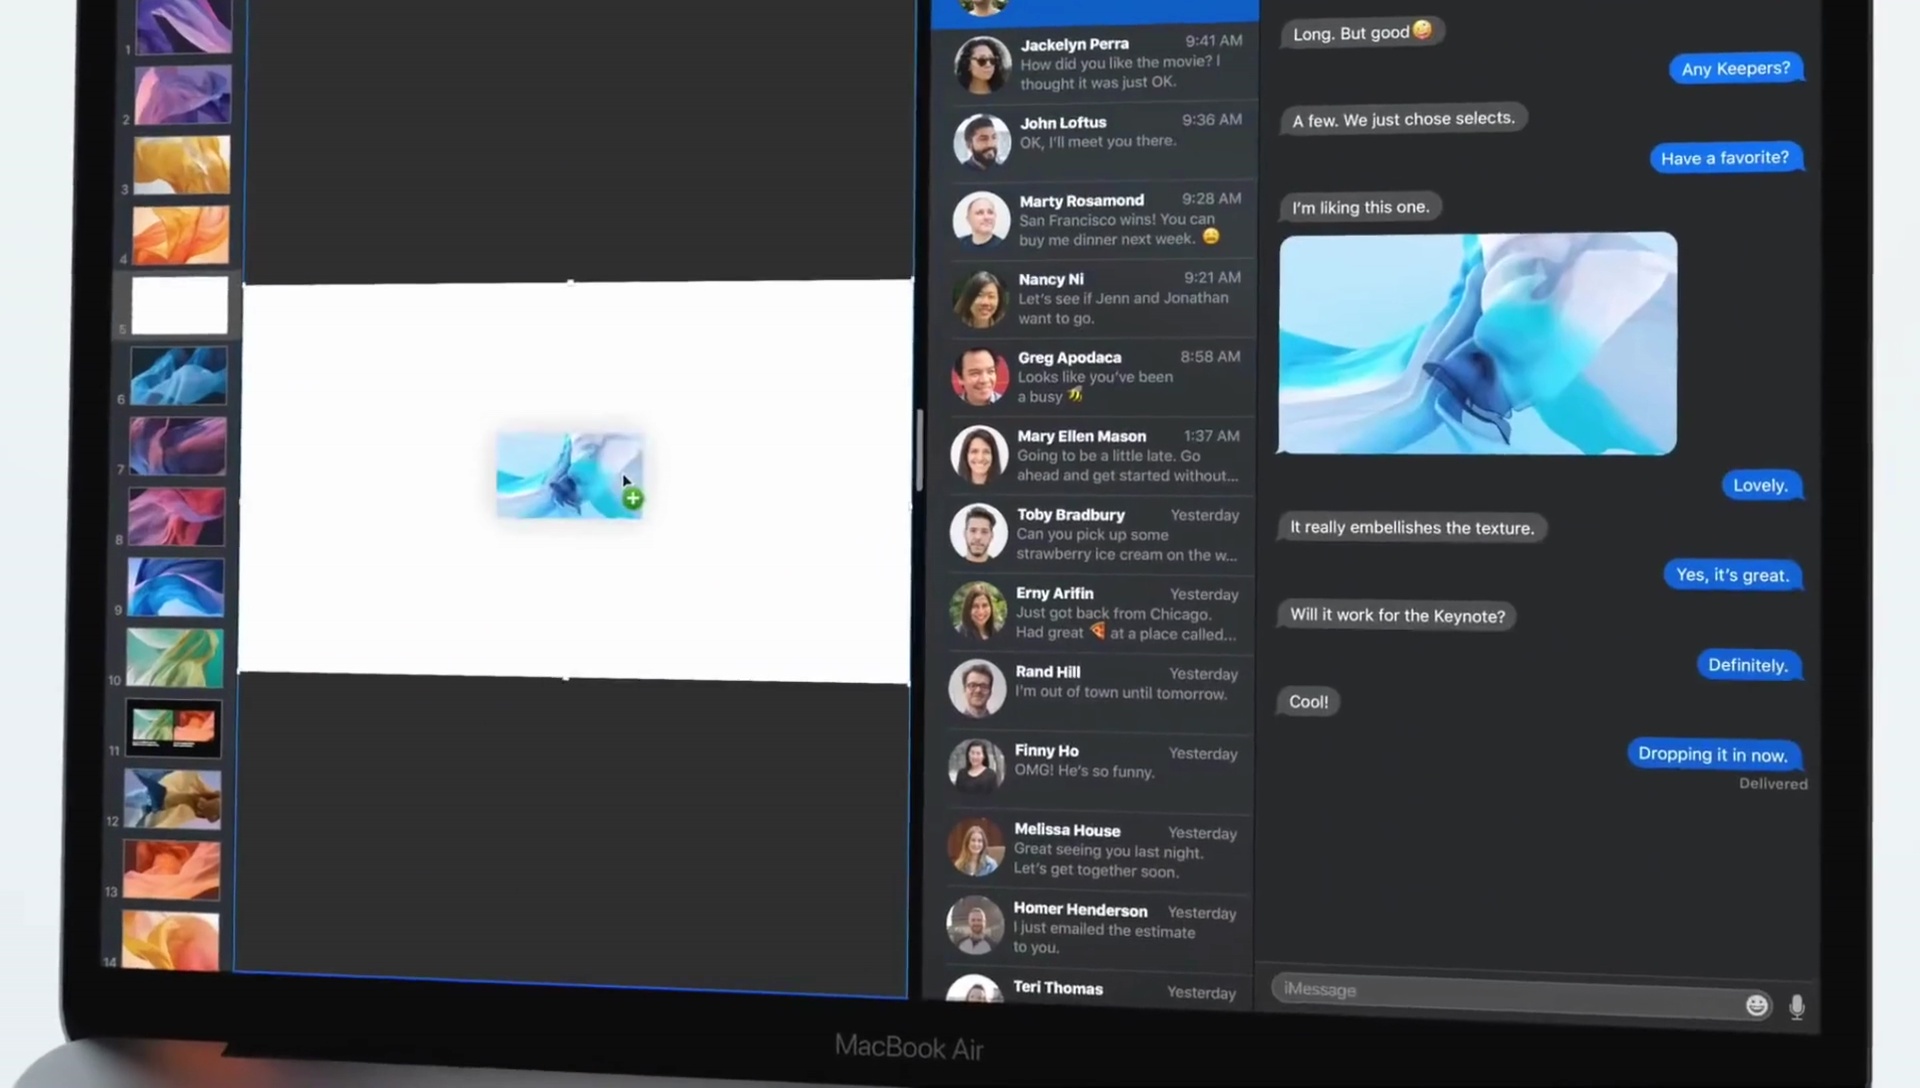 1
2
3
4
5
6
7
8
9
10
11
12
13
14
Jackelyn Perra 9:41 AM
How did you like the movie? I
thought it was just OK.
John Loftus 9:36 AM
OK, I'll meet you there.
Marty Rosamond 9:28 AM
San Francisco wins! You can
buy me dinner next week. 😩
Nancy Ni 9:21 AM
Let's see if Jenn and Jonathan
want to go.
Greg Apodaca 8:58 AM
Looks like you've been
a busy 🐝
Mary Ellen Mason 1:37 AM
Going to be a little late. Go
ahead and get started without...
Toby Bradbury Yesterday
Can you pick up some
strawberry ice cream on the w...
Erny Arifin Yesterday
Just got back from Chicago.
Had great 🍕 at a place called...
Rand Hill Yesterday
I'm out of town until tomorrow.
Finny Ho Yesterday
OMG! He's so funny.
Melissa House Yesterday
Great seeing you last night.
Let's get together soon.
Homer Henderson Yesterday
I just emailed the estimate
to you.
Teri Thomas Yesterday
Long. But good 🤪
Any Keepers?
A few. We just chose selects.
Have a favorite?
I'm liking this one.
Lovely.
It really embellishes the texture.
Yes, it's great.
Will it work for the Keynote?
Definitely.
Cool!
Dropping it in now.
Delivered
iMessage
MacBook Air